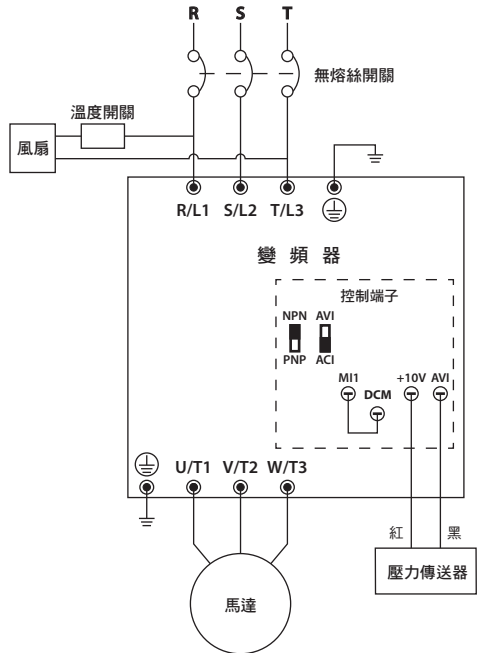 R S T
無熔絲開關
溫度開關
風扇
R/L1 S/L2 T/L3
變 頻 器
控制端子
NPN AVI
PNP ACI
MI1 DCM +10V AVI
U/T1 V/T2 W/T3
紅 黑
壓力傳送器
馬達